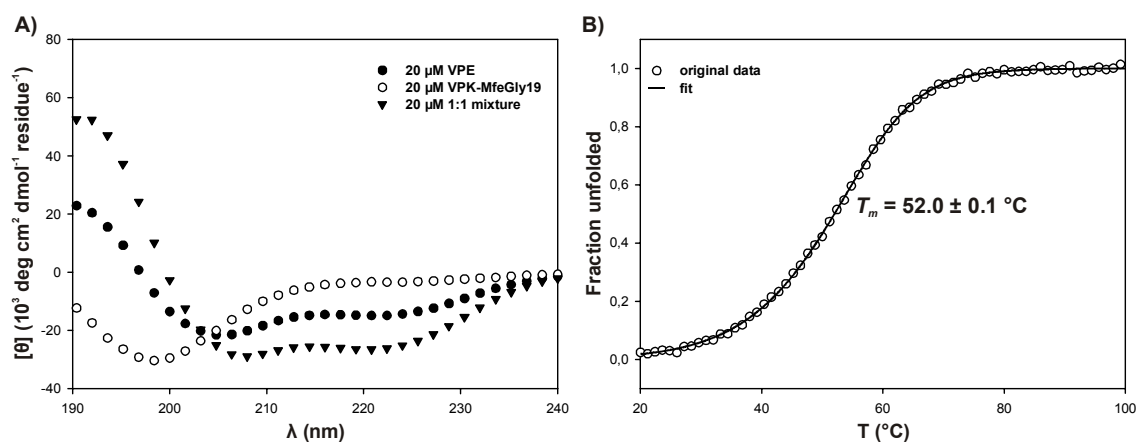 A)
80
60
40
20
0
-20
-40
[θ] (10³ deg cm² dmol⁻¹ residue⁻¹)
20 µM VPE
20 µM VPK-MfeGly19
20 µM 1:1 mixture
190 200 210 220 230 240
λ (nm)
B)
1,0
0,8
0,6
0,4
0,2
0,0
Fraction unfolded
original data
fit
Tₘ = 52.0 ± 0.1 °C
20 40 60 80 100
T (°C)